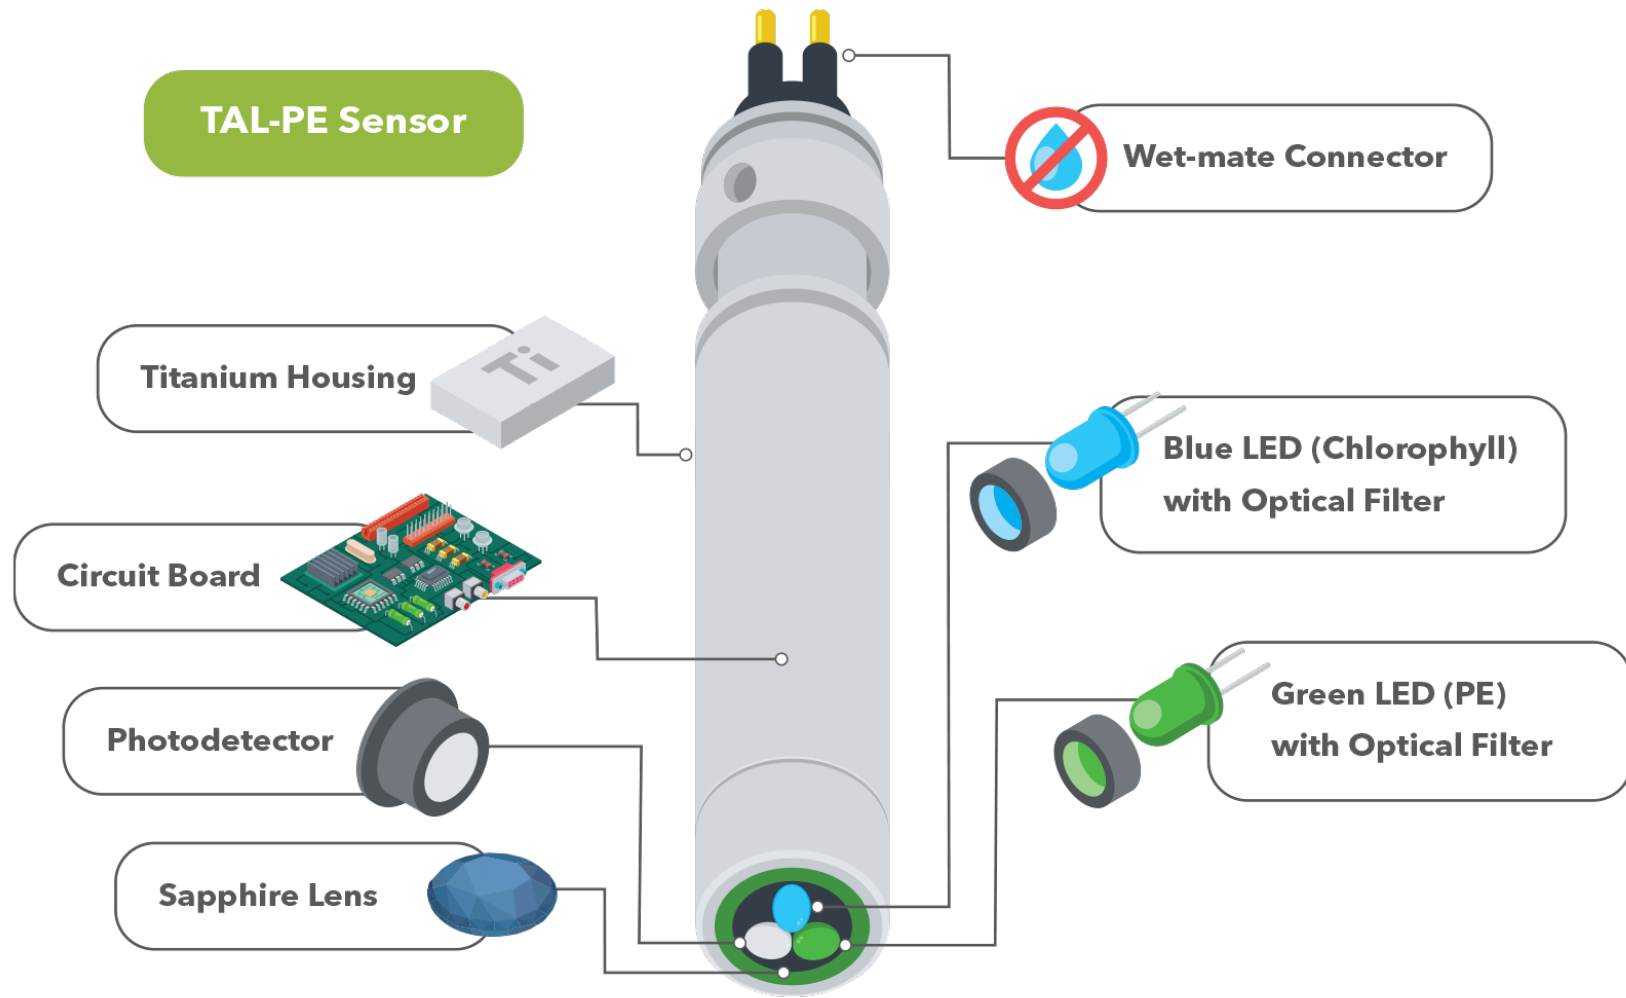 TAL-PE Sensor
Wet-mate Connector
Titanium Housing
Ti
Blue LED (Chlorophyll)
with Optical Filter
Circuit Board
Green LED (PE)
with Optical Filter
Photodetector
Sapphire Lens